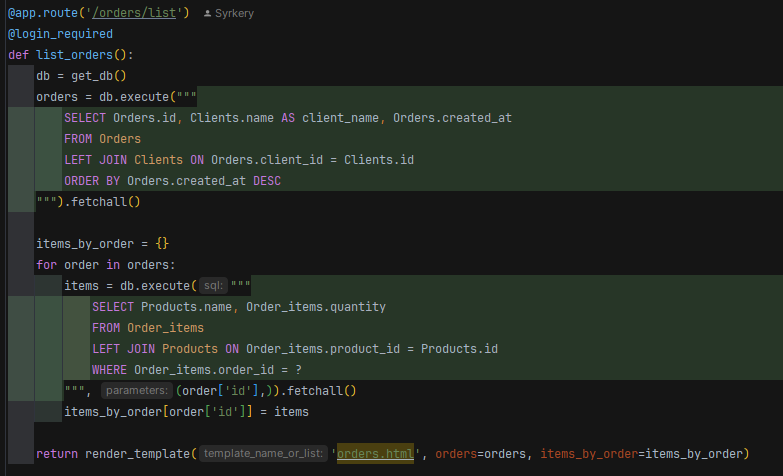 @app.route('/orders/list')  Syrkery
@login_required
def list_orders():
    db = get_db()
    orders = db.execute("""
        SELECT Orders.id, Clients.name AS client_name, Orders.created_at
        FROM Orders
        LEFT JOIN Clients ON Orders.client_id = Clients.id
        ORDER BY Orders.created_at DESC
    """).fetchall()
    items_by_order = {}
    for order in orders:
        items = db.execute( sql: """
            SELECT Products.name, Order_items.quantity
            FROM Order_items
            LEFT JOIN Products ON Order_items.product_id = Products.id
            WHERE Order_items.order_id = ?
        """, parameters: (order['id'],)).fetchall()
        items_by_order[order['id']] = items
    return render_template( template_name_or_list: 'orders.html', orders=orders, items_by_order=items_by_order)